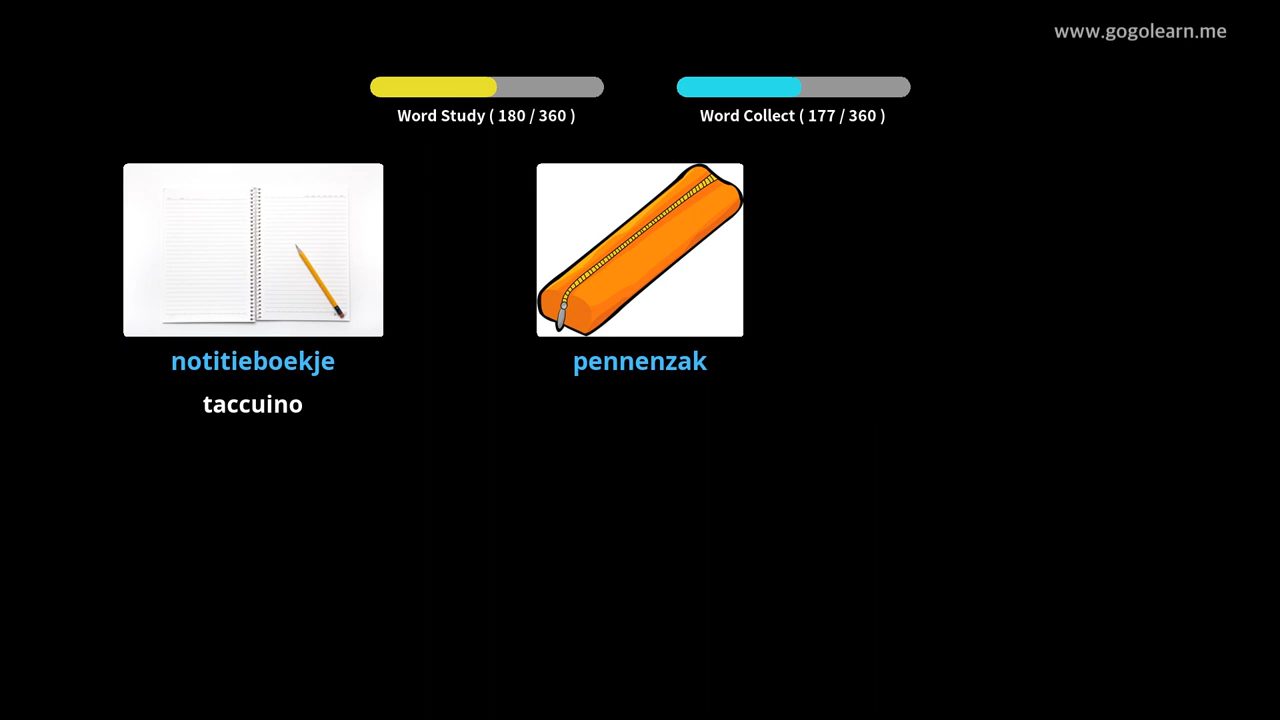 www.gogolearn.me
Word Study ( 180 / 360 )
Word Collect ( 177 / 360 )
notitieboekje
pennenzak
taccuino